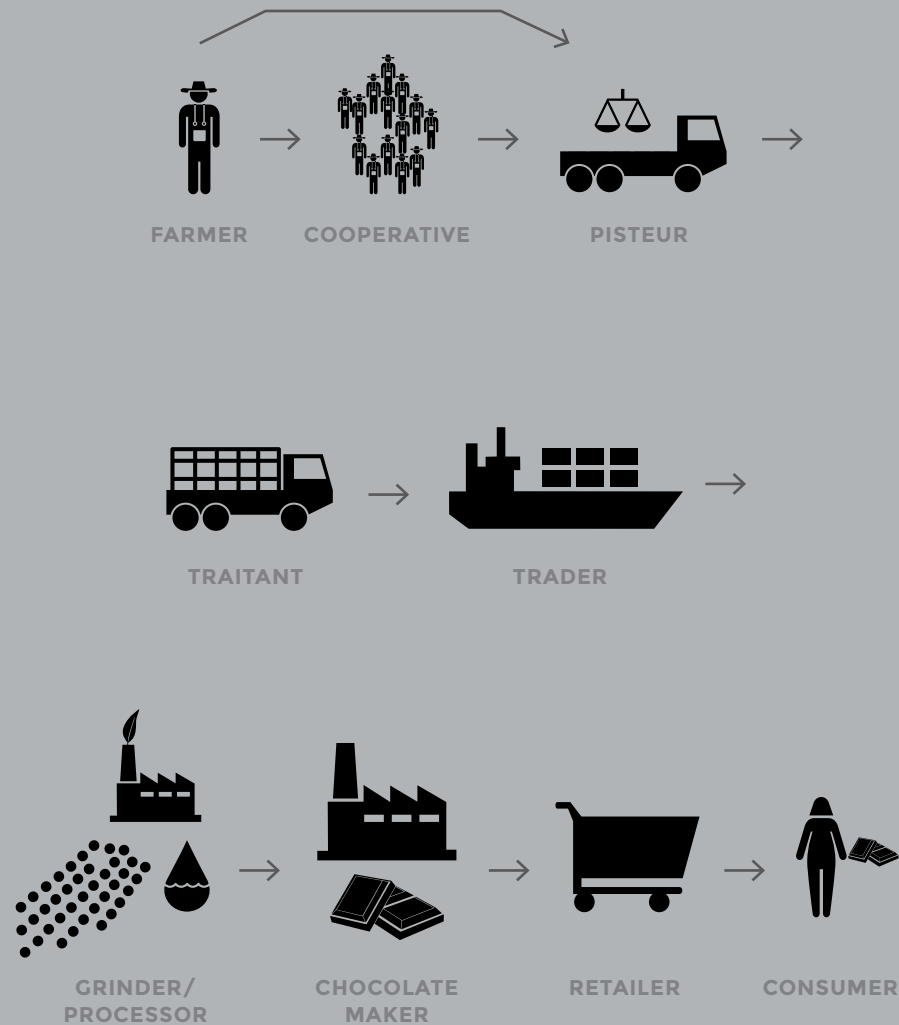 FARMER
COOPERATIVE
PISTEUR
TRAITANT
TRADER
GRINDER/
PROCESSOR
CHOCOLATE
MAKER
RETAILER
CONSUMER